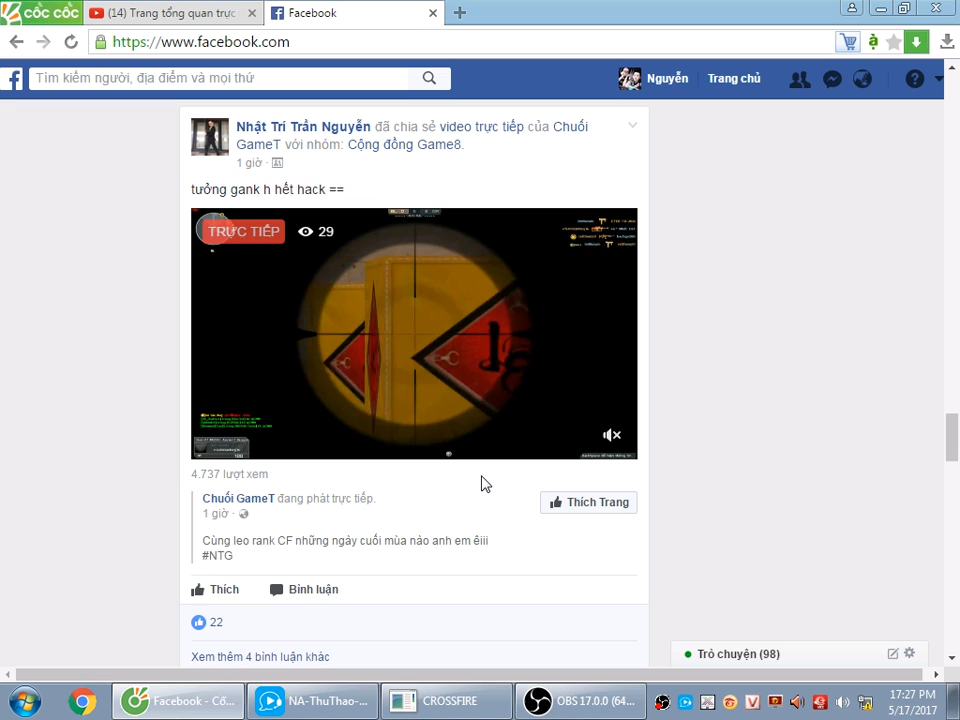 cốc cốc
(14) Trang tổng quan trực
Facebook
https://www.facebook.com
Tìm kiếm người, địa điểm và mọi thứ
Nguyễn
Trang chủ
Nhật Trí Trần Nguyễn đã chia sẻ video trực tiếp của Chuối
GameT với nhóm: Cộng đồng Game8.
1 giờ ·
tưởng gank h hết hack ==
TRỰC TIẾP
29
4.737 lượt xem
Chuối GameT đang phát trực tiếp.
1 giờ ·
Thích Trang
Cùng leo rank CF những ngày cuối mùa nào anh em êiii
#NTG
Thích
Bình luận
22
Xem thêm 4 bình luận khác
Trò chuyện (98)
Facebook - Cố...
NA-ThuThao-...
CROSSFIRE
OBS 17.0.0 (64...
17:27 PM
5/17/2017